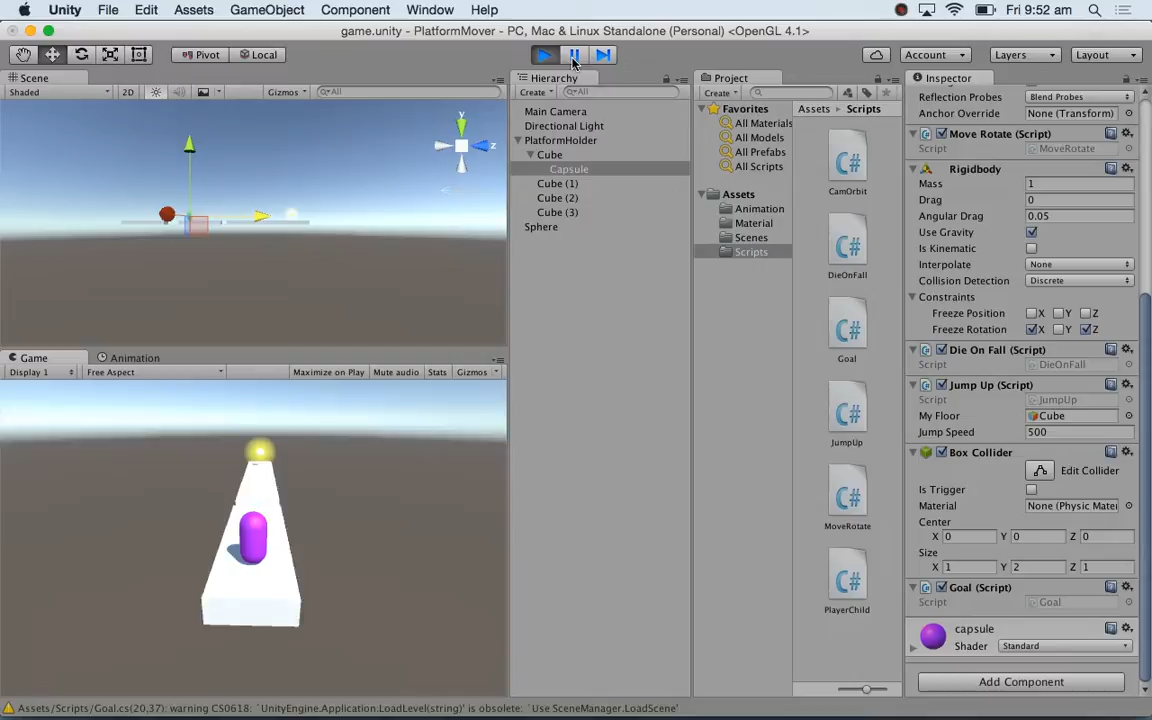 Unity File Edit Assets GameObject Component Window Help Fri 9:52 am
game.unity - PlatformMover - PC, Mac & Linux Standalone (Personal) <OpenGL 4.1>
Pivot Local Account Layers Layout
Scene
Shaded 2D Gizmos All
y
z
Game Animation
Display 1 Free Aspect Maximize on Play Mute audio Stats Gizmos
Hierarchy
Create All
Main Camera
Directional Light
PlatformHolder
Cube
Capsule
Cube (1)
Cube (2)
Cube (3)
Sphere
Project
Create
Favorites
All Materials
All Models
All Prefabs
All Scripts
Assets
Animation
Material
Scenes
Scripts
Assets Scripts
C#
CamOrbit
C#
DieOnFall
C#
Goal
C#
JumpUp
C#
MoveRotate
C#
PlayerChild
Inspector
Reflection Probes Blend Probes
Anchor Override None (Transform)
Move Rotate (Script)
Script MoveRotate
Rigidbody
Mass 1
Drag 0
Angular Drag 0.05
Use Gravity
Is Kinematic
Interpolate None
Collision Detection Discrete
Constraints
Freeze Position X Y Z
Freeze Rotation X Y Z
Die On Fall (Script)
Script DieOnFall
Jump Up (Script)
Script JumpUp
My Floor Cube
Jump Speed 500
Box Collider
Edit Collider
Is Trigger
Material None (Physic Mater
Center
X 0 Y 0 Z 0
Size
X 1 Y 2 Z 1
Goal (Script)
Script Goal
capsule
Shader Standard
Add Component
Assets/Scripts/Goal.cs(20,37): warning CS0618: `UnityEngine.Application.LoadLevel(string)' is obsolete: `Use SceneManager.LoadScene'